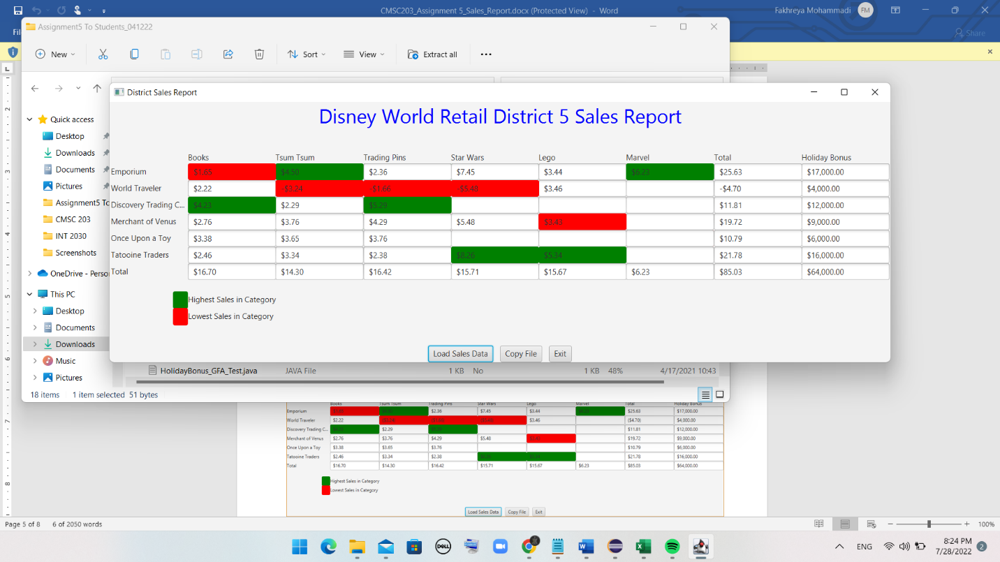 CMSC203_Assignment 5_Sales_Report.docx (Protected View) - Word
Fakhreya Mohammadi FM
Share
Assignment5 To Students_041222
New Sort View Extract all
District Sales Report
Disney World Retail District 5 Sales Report
Books Tsum Tsum Trading Pins Star Wars Lego Marvel Total Holiday Bonus
Emporium $1.65 $4.50 $2.36 $7.45 $3.44 $6.23 $25.63 $17,000.00
World Traveler $2.22 -$2.24 -$1.66 -$5.48 $3.46 -$4.70 $4,000.00
Discovery Trading C... $4.23 $2.29 $5.29 $11.81 $12,000.00
Merchant of Venus $2.76 $3.76 $4.29 $5.48 $3.43 $19.72 $9,000.00
Once Upon a Toy $3.38 $3.65 $3.76 $10.79 $6,000.00
Tatooine Traders $2.46 $3.34 $2.38 $8.26 $5.34 $21.78 $16,000.00
Total $16.70 $14.30 $16.42 $15.71 $15.67 $6.23 $85.03 $64,000.00
Highest Sales in Category
Lowest Sales in Category
Load Sales Data Copy File Exit
Quick access
Desktop
Downloads
Documents
Pictures
Assignment5 To
CMSC 203
INT 2030
Screenshots
OneDrive - Perso
This PC
Desktop
Documents
Downloads
Music
Pictures
HolidayBonus_GFA_Test.java JAVA File 1 KB No 1 KB 48% 4/17/2021 10:43
18 items 1 item selected 51 bytes
Books Tsum Tsum Trading Pins Star Wars Lego Marvel Total Holiday Bonus
Emporium $2.36 $7.45 $3.44 $25.63 $17,000.00
World Traveler $2.22 $3.46 ($4.70) $4,000.00
Discovery Trading C... $2.29 $11.81 $12,000.00
Merchant of Venus $2.76 $3.76 $4.29 $5.48 $19.72 $9,000.00
Once Upon a Toy $3.38 $3.65 $3.76 $10.79 $6,000.00
Tatooine Traders $2.46 $3.34 $2.38 $21.78 $16,000.00
Total $16.70 $14.30 $16.42 $15.71 $15.67 $6.23 $85.03 $64,000.00
Highest Sales in Category
Lowest Sales in Category
Load Sales Data Copy File Exit
Page 5 of 8 6 of 2050 words 100%
DELL
ENG
8:24 PM
7/28/2022 2